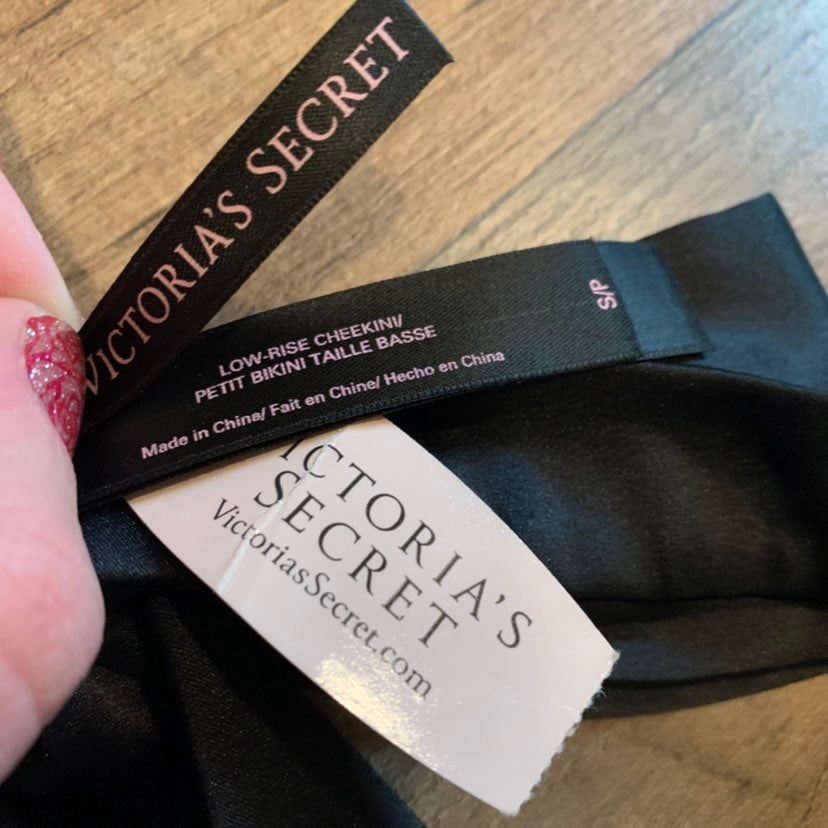 VICTORIA'S SECRET
LOW-RISE CHEEKINI/
PETIT BIKINI TAILLE BASSE
Made in China/ Fait en Chine/ Hecho en China
S/P
VICTORIA'S
SECRET
VictoriasSecret.com